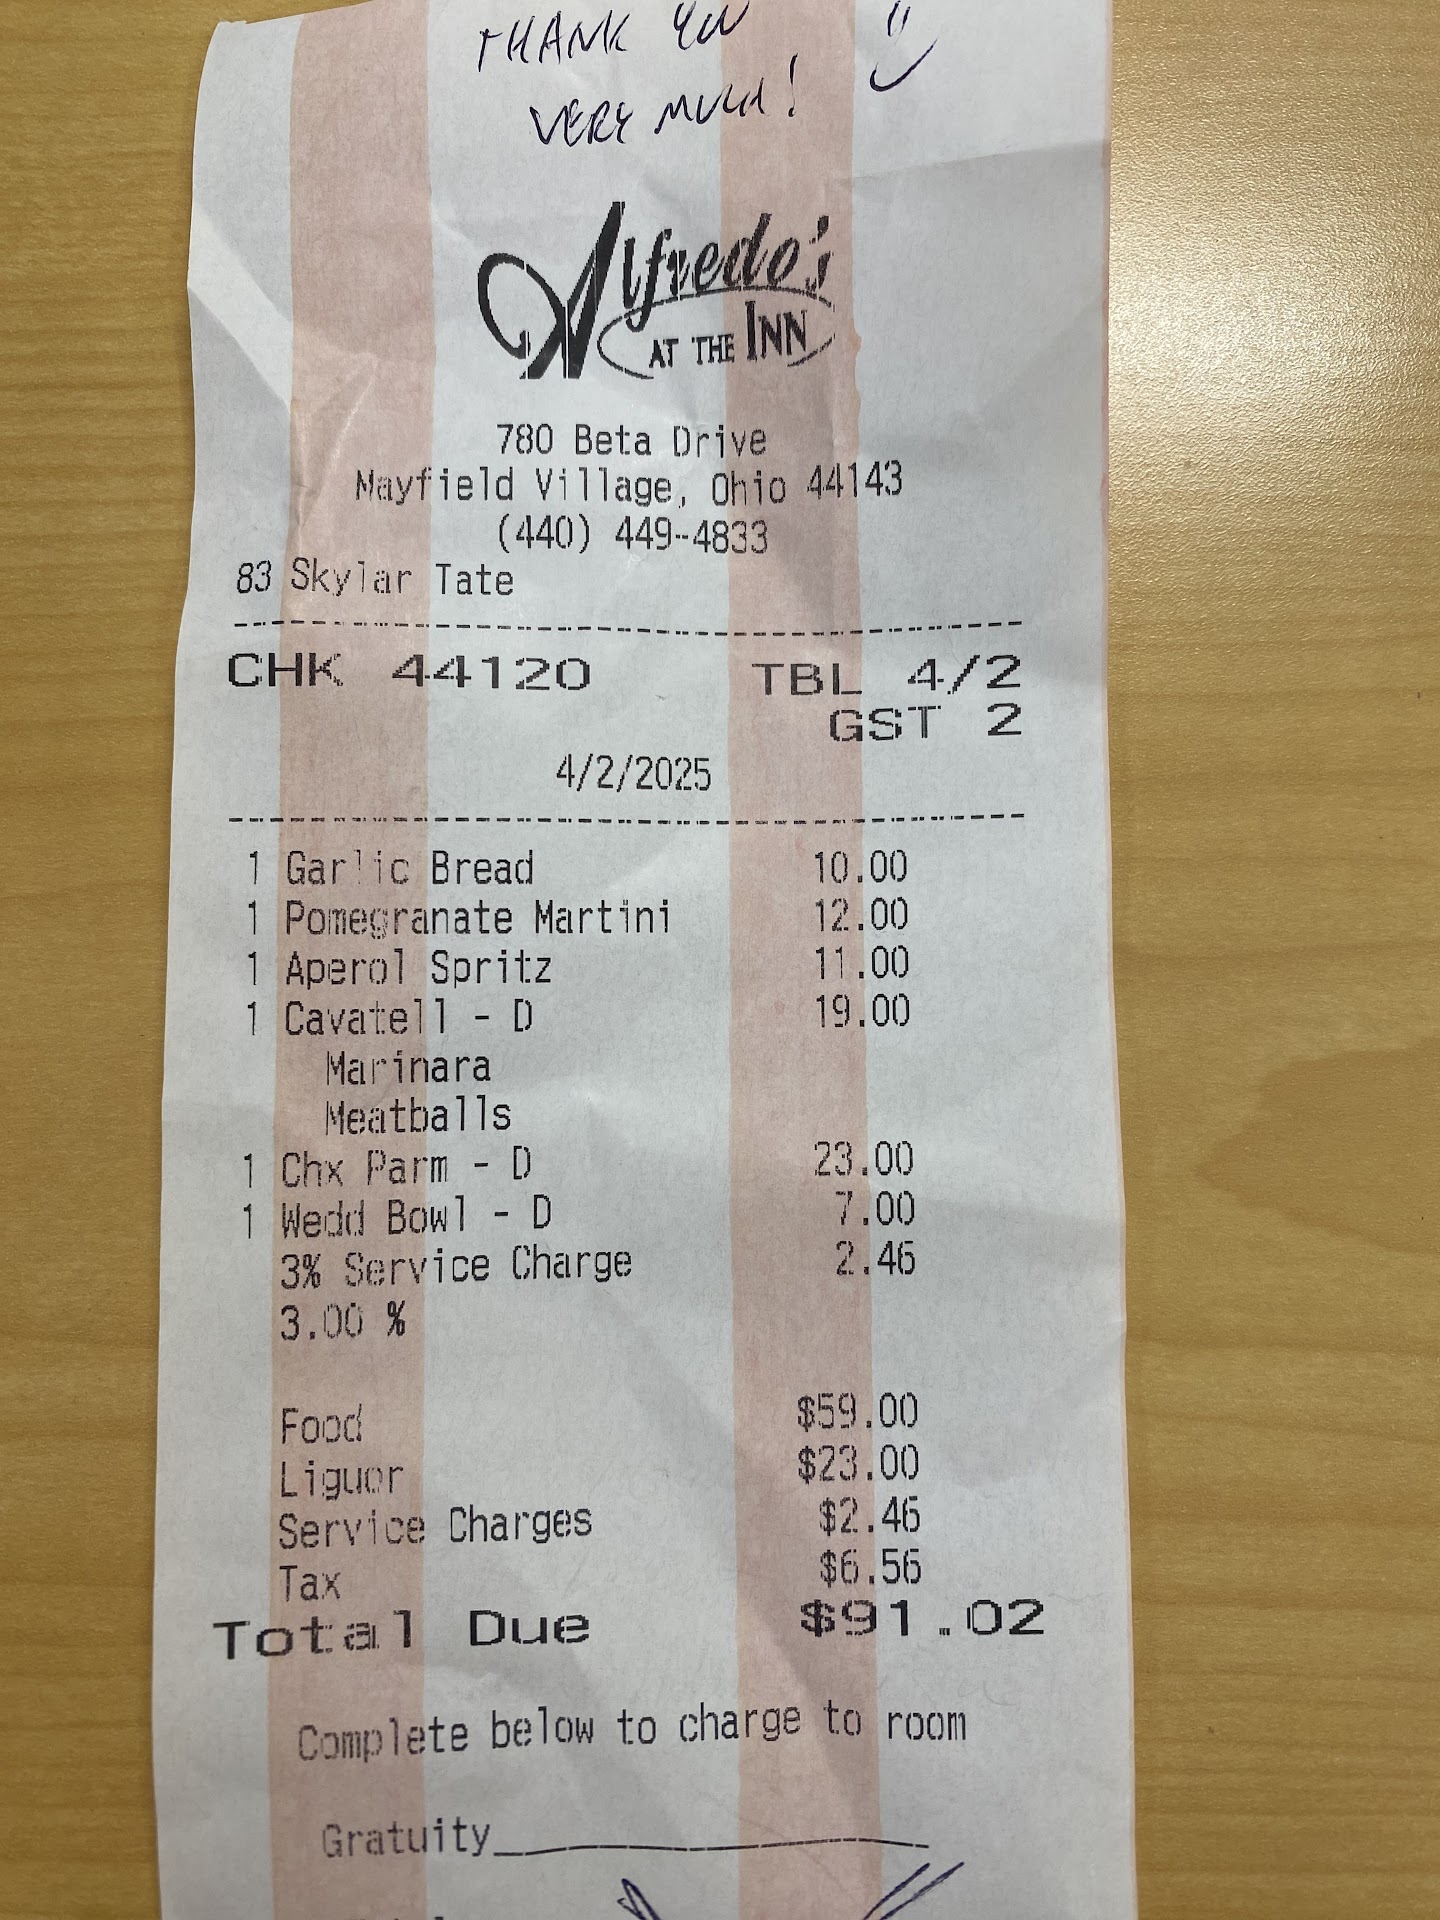 THANK YOU
VERY MUCH!
Alfredo's
AT THE INN
780 Beta Drive
Mayfield Village, Ohio 44143
(440) 449-4833
83 Skylar Tate
CHK 44120 TBL 4/2
GST 2
4/2/2025
1 Garlic Bread 10.00
1 Pomegranate Martini 12.00
1 Aperol Spritz 11.00
1 Cavatell - D 19.00
Marinara
Meatballs
1 Chx Parm - D 23.00
1 Wedd Bowl - D 7.00
3% Service Charge 2.46
3.00 %
Food $59.00
Liquor $23.00
Service Charges $2.46
Tax $6.56
Total Due $91.02
Complete below to charge to room
Gratuity